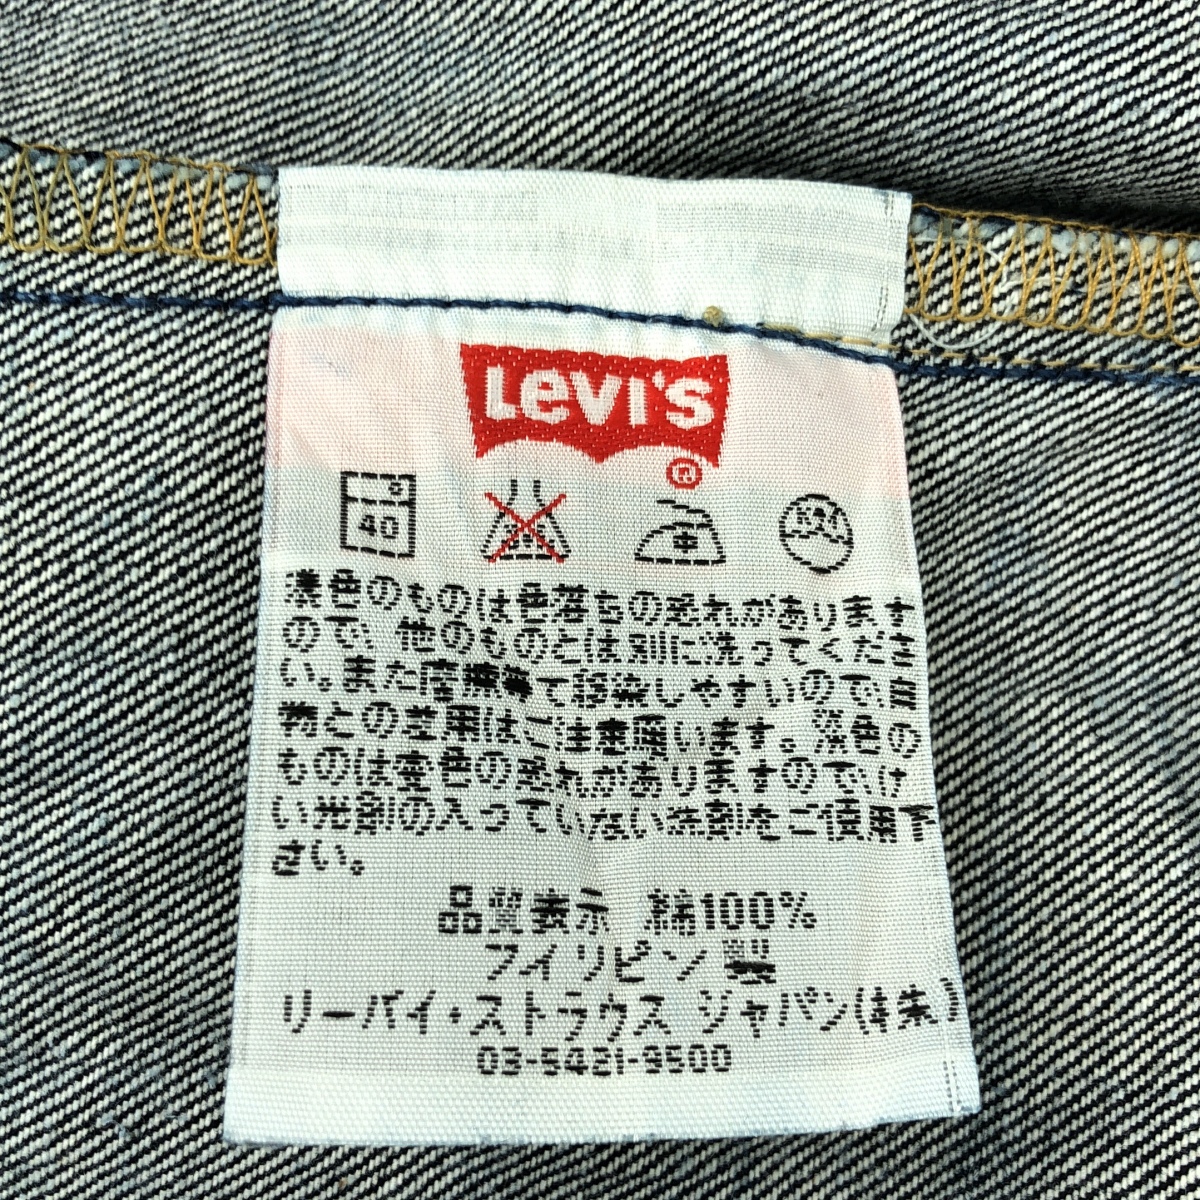 Levi's
®
40
濃色のものは色落ちの恐れがあります
ので、他のものとは別に洗ってくださ
い。また摩擦等で移染しやすいので、白
物との着用はご注意願います。淡色の
ものは変色の恐れがありますのでけ
い光剤の入っていない洗剤をご使用下
さい。
品質表示 綿100%
フィリピン製
リーバイ・ストラウス ジャパン(株)
03-5421-9500